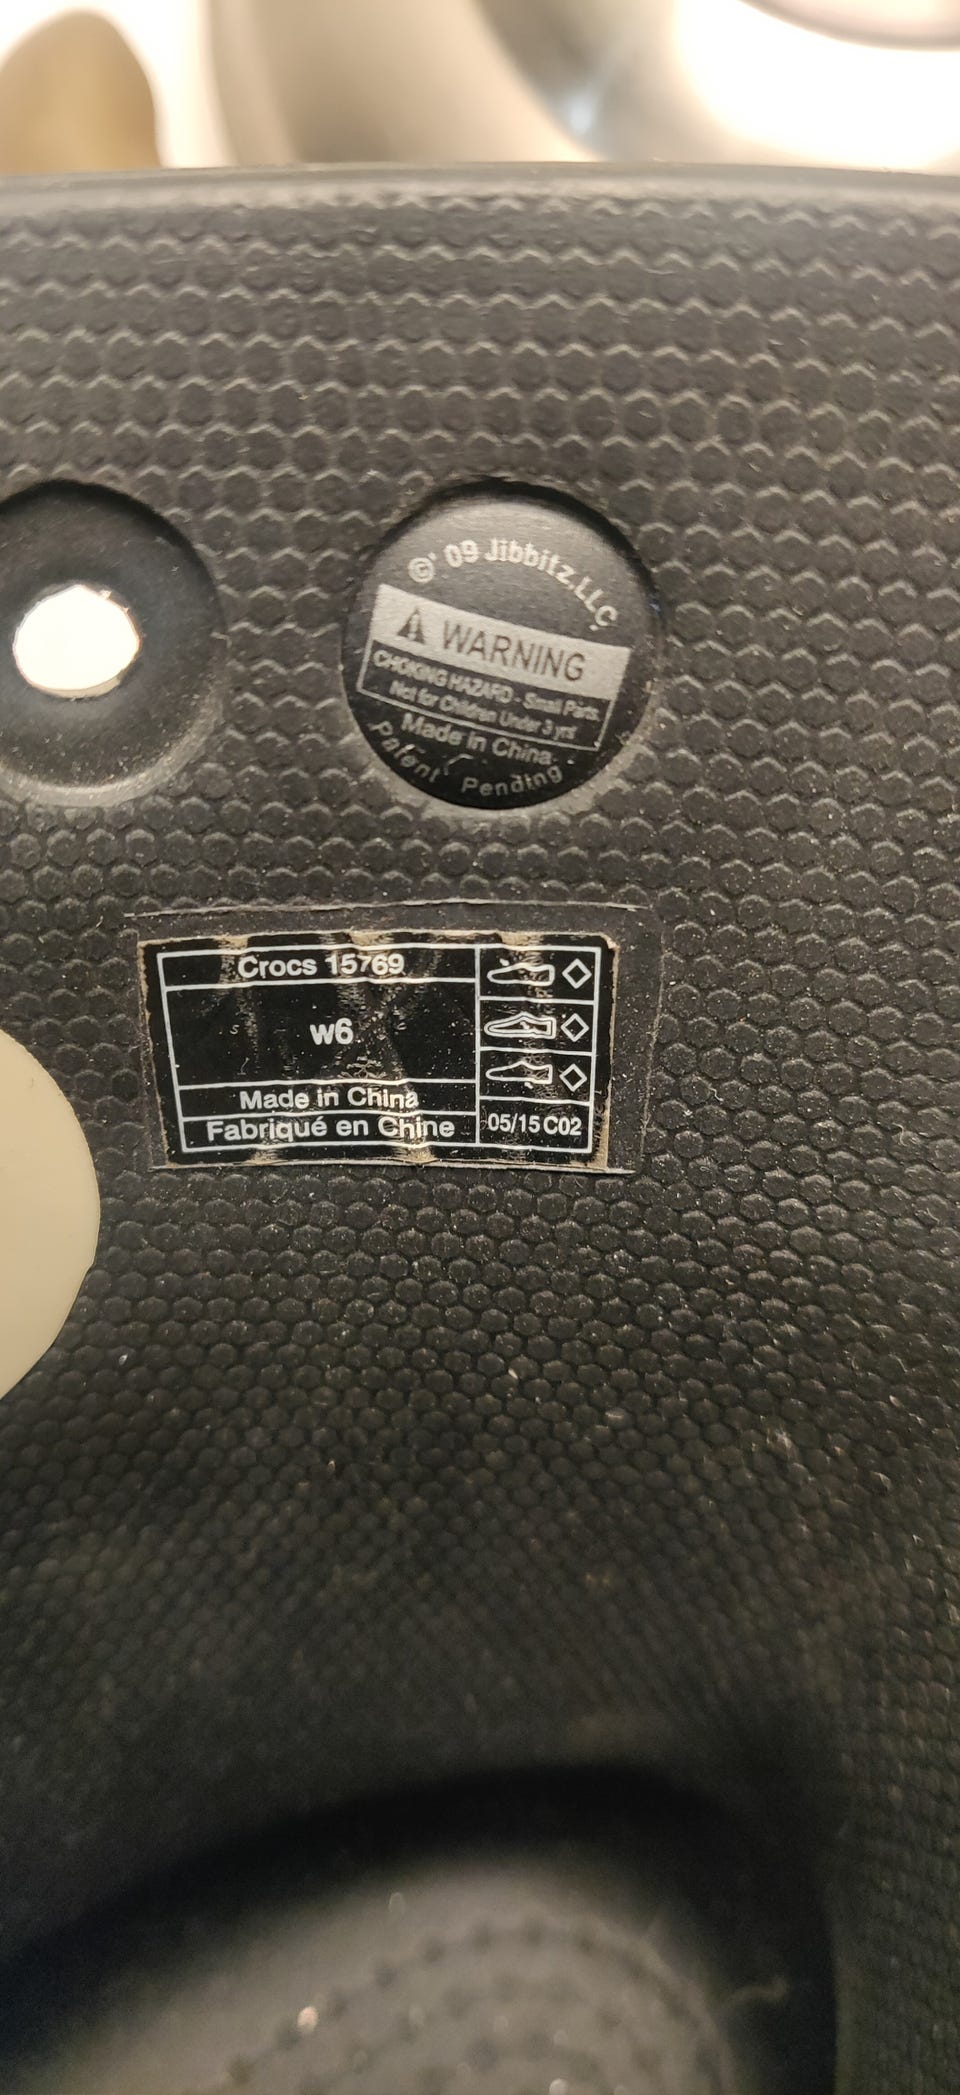 ©' 09 Jibbitz, LLC.
WARNING
CHOKING HAZARD - Small Parts.
Not for Children Under 3 yrs
Made in China
Patent Pending
Crocs 15769
w6
Made in China
Fabriqué en Chine
05/15 C02